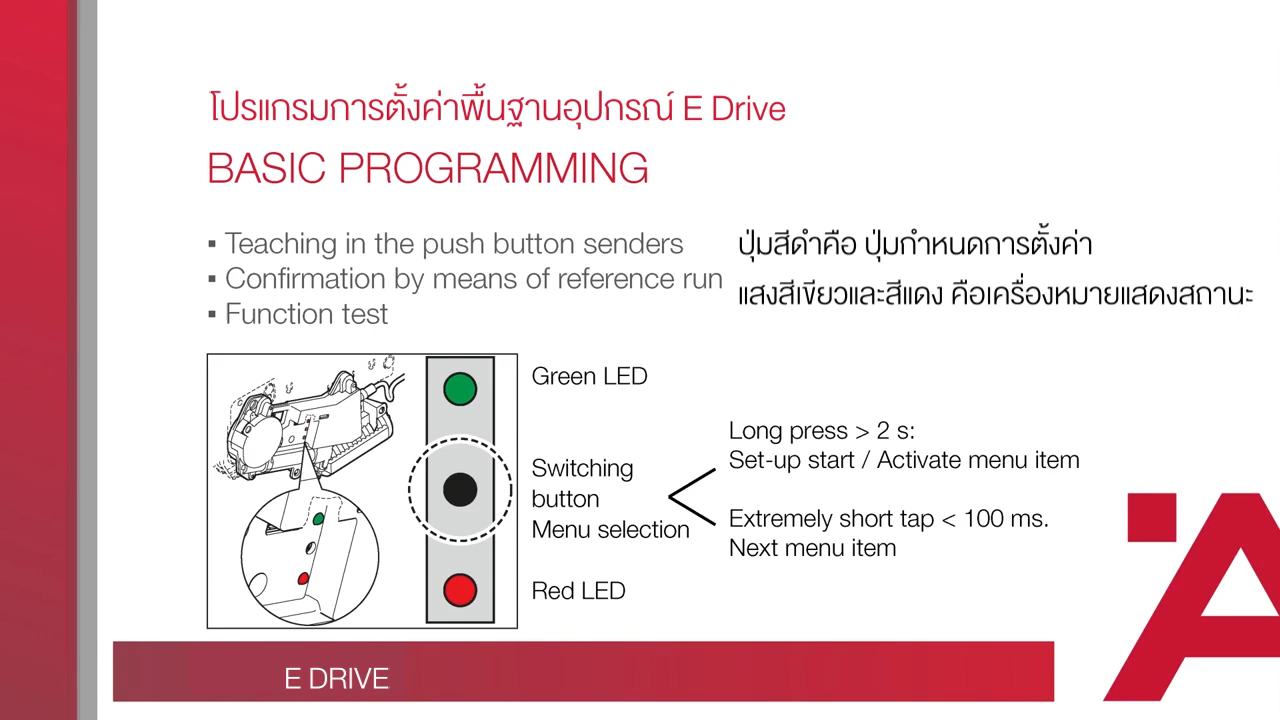 โปรแกรมการตั้งค่าพื้นฐานอุปกรณ์ E Drive
BASIC PROGRAMMING
▪ Teaching in the push button senders
▪ Confirmation by means of reference run
▪ Function test
ปุ่มสีดำคือ ปุ่มกำหนดการตั้งค่า
แสงสีเขียวและสีแดง คือเครื่องหมายแสดงสถานะ
Green LED
Switching
button
Menu selection
Long press > 2 s:
Set-up start / Activate menu item
Extremely short tap < 100 ms.
Next menu item
Red LED
E DRIVE